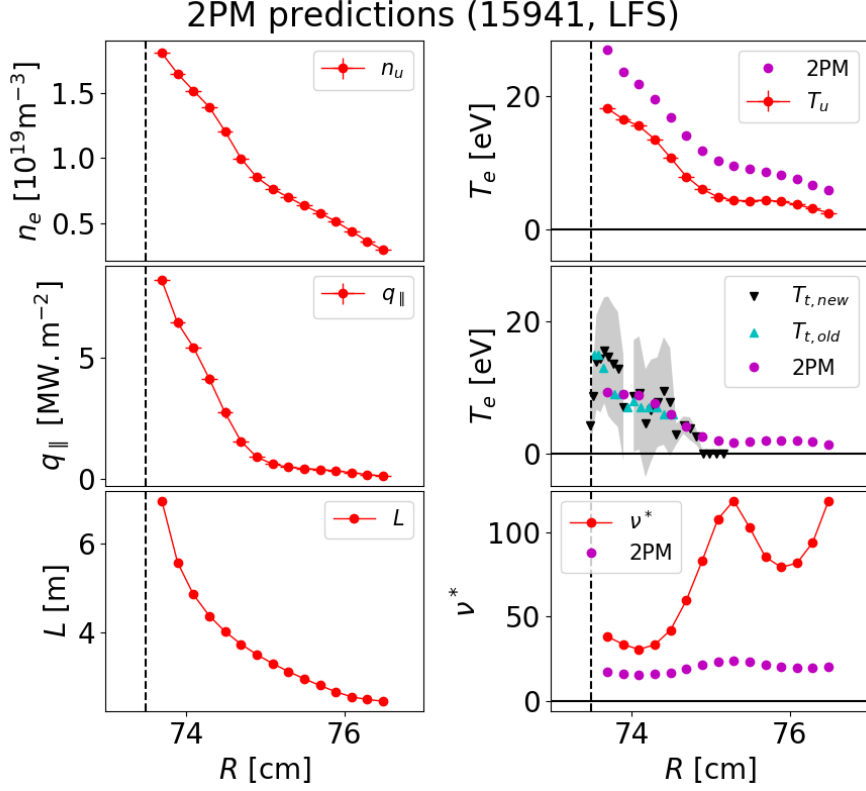 2PM predictions (15941, LFS)
n_e [10^19 m^-3]
1.5
1.0
0.5
n_u
T_e [eV]
20
0
2PM
T_u
q_∥ [MW.m^-2]
5
0
q_∥
T_e [eV]
20
0
T_t,new
T_t,old
2PM
L [m]
6
4
L
74
76
R [cm]
ν*
100
50
0
ν*
2PM
74
76
R [cm]